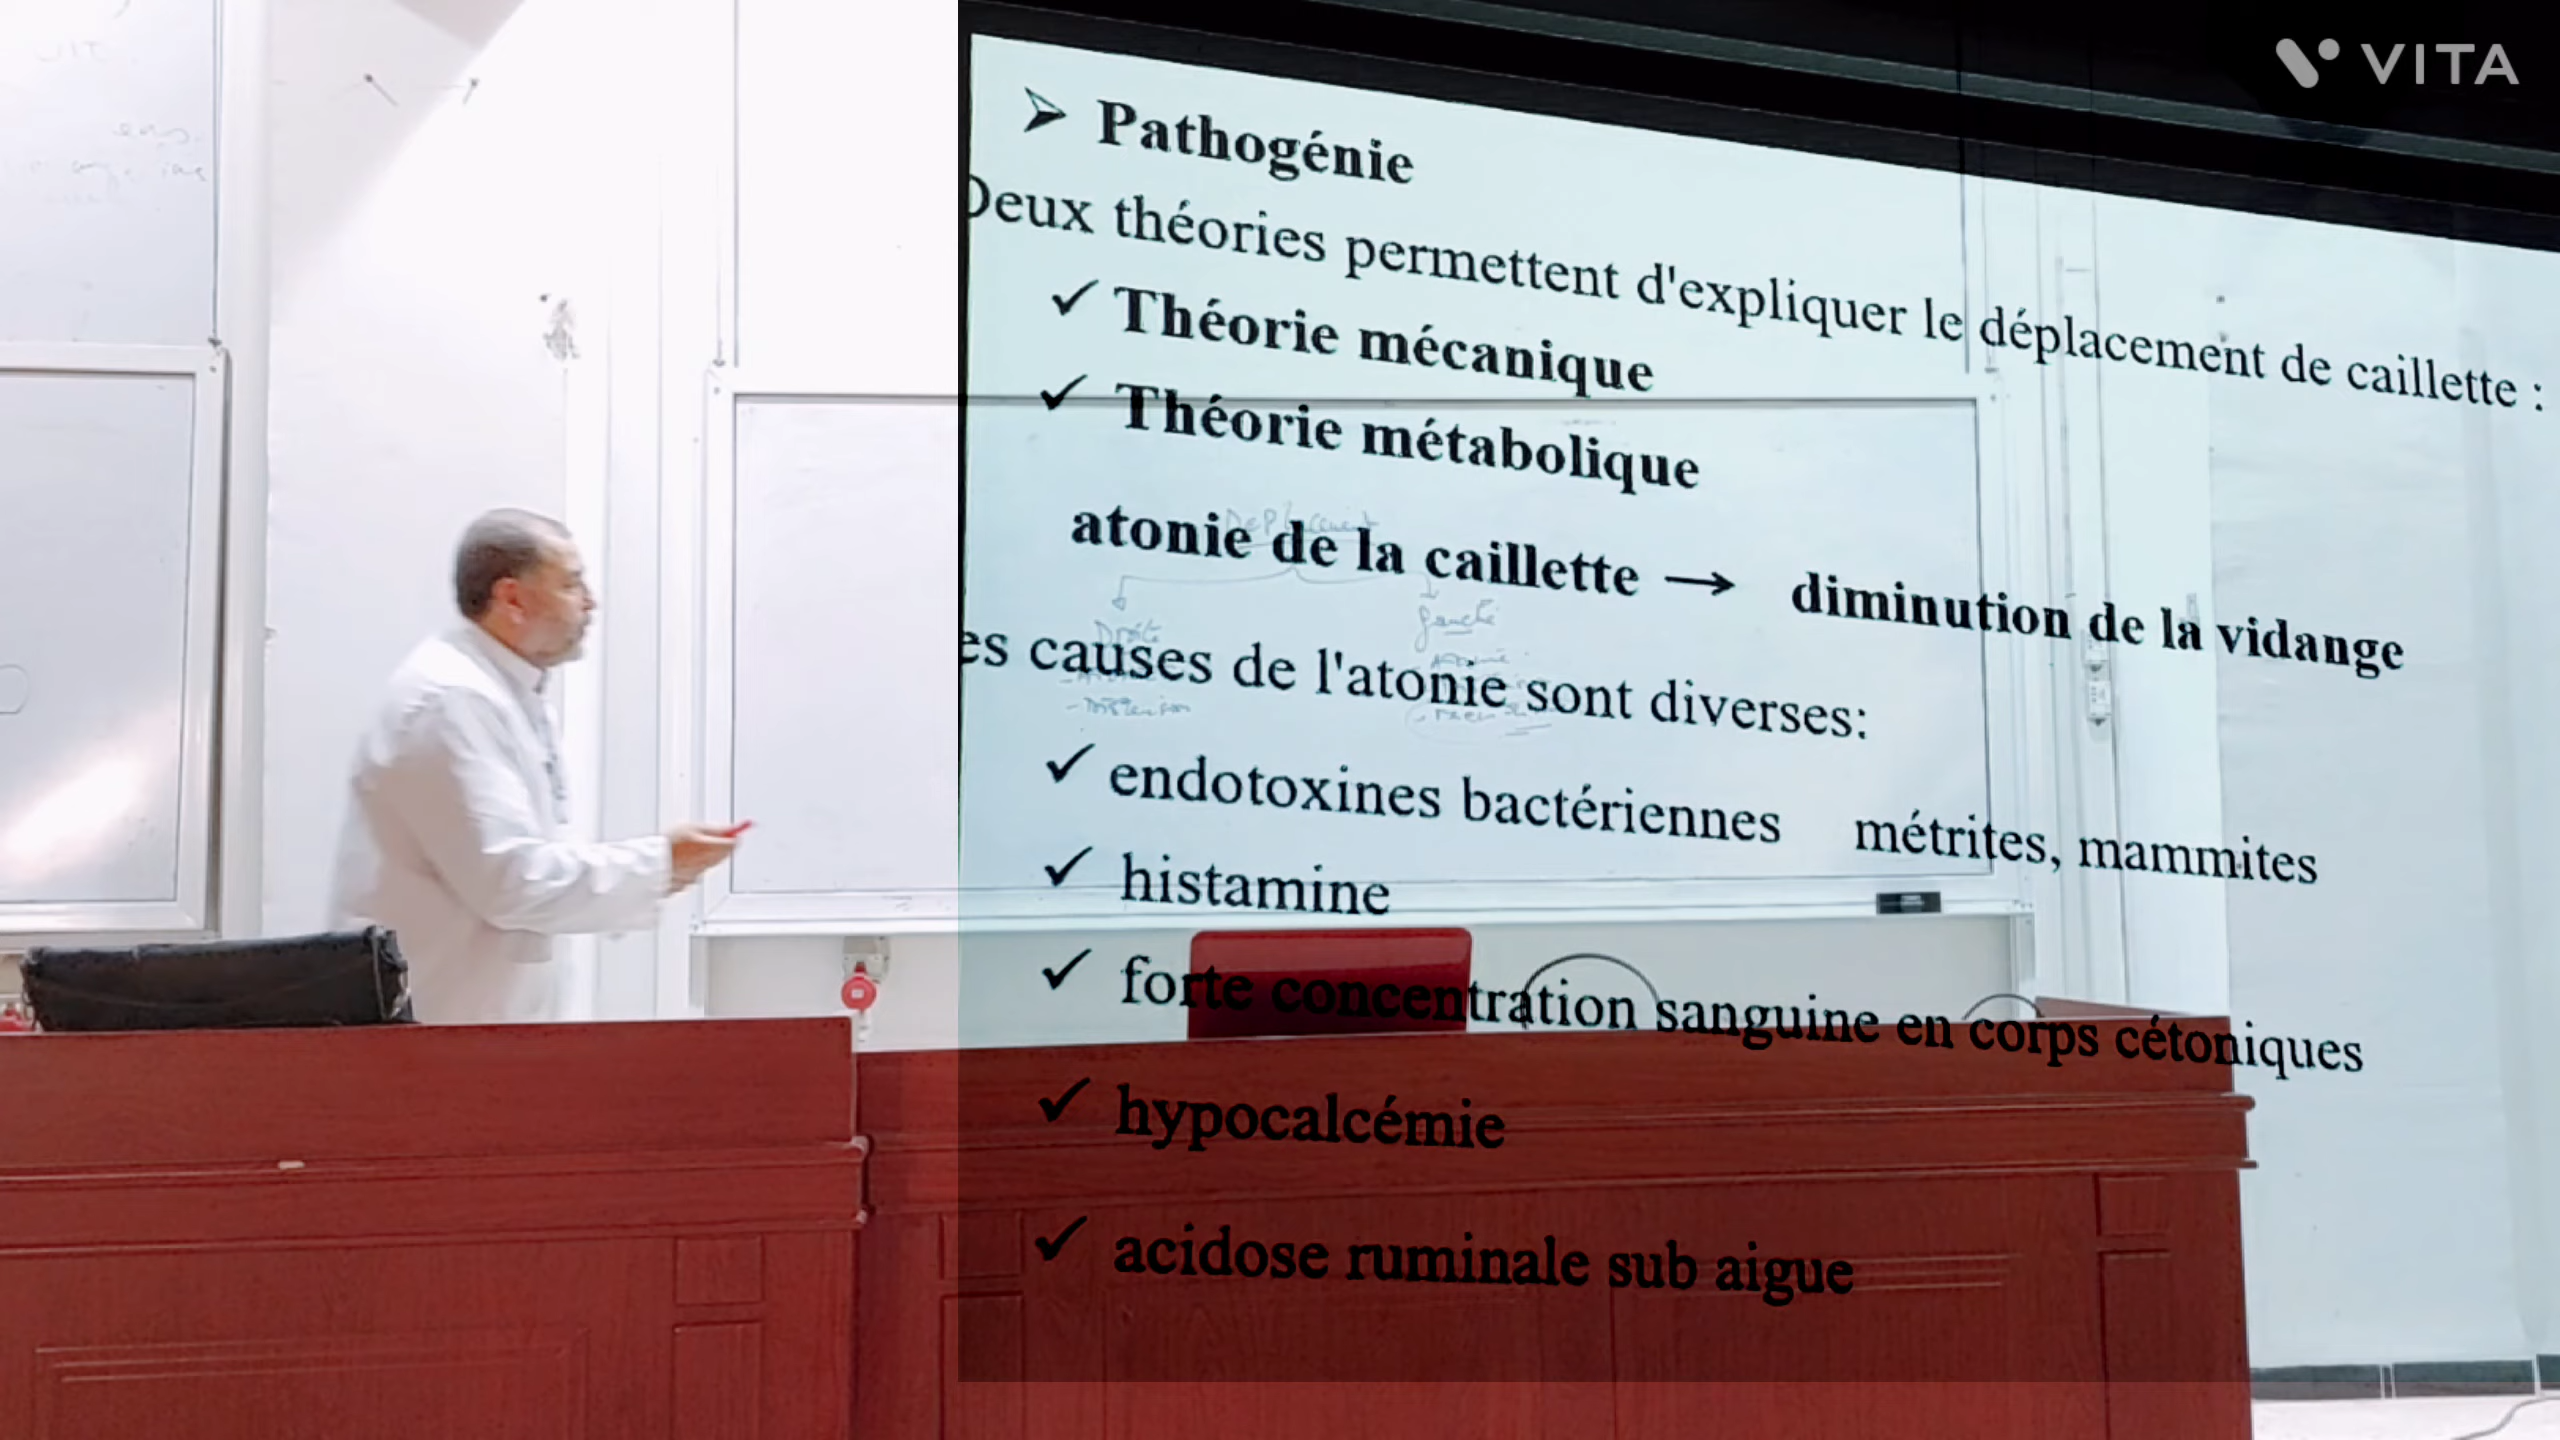 VITA
➢ Pathogénie
Deux théories permettent d'expliquer le déplacement de caillette :
✓ Théorie mécanique
✓ Théorie métabolique
atonie de la caillette → diminution de la vidange
es causes de l'atonie sont diverses:
✓ endotoxines bactériennes métrites, mammites
✓ histamine
✓ forte concentration sanguine en corps cétoniques
✓ hypocalcémie
✓ acidose ruminale sub aigue
Droite
gauche